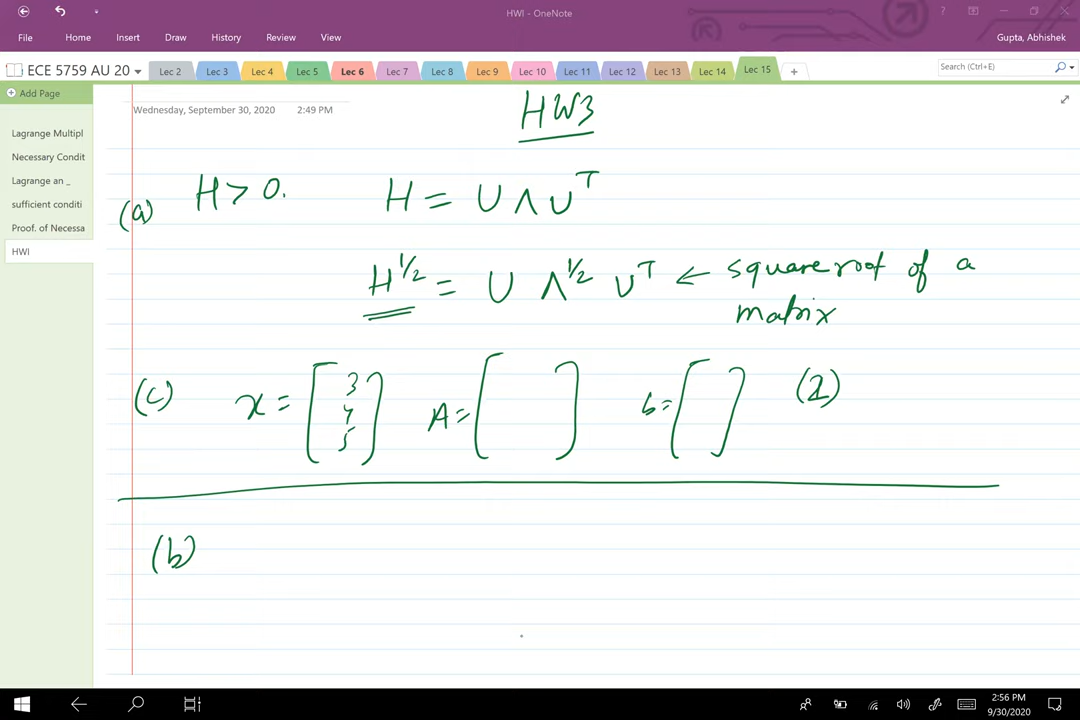 HWI - OneNote
File Home Insert Draw History Review View Gupta, Abhishek
ECE 5759 AU 20 Lec 2 Lec 3 Lec 4 Lec 5 Lec 6 Lec 7 Lec 8 Lec 9 Lec 10 Lec 11 Lec 12 Lec 13 Lec 14 Lec 15 Search (Ctrl+E)
Add Page
Lagrange Multipl
Necessary Condit
Lagrange an _
sufficient conditi
Proof. of Necessa
HWI
Wednesday, September 30, 2020 2:49 PM
HW3
(a) H > 0. H = U Λ U^T
H^1/2 = U Λ^1/2 U^T ← square root of a
matrix
(c) x = [3 4 5] A = [ ] b = [ ] (1)
(b)
2:56 PM
9/30/2020